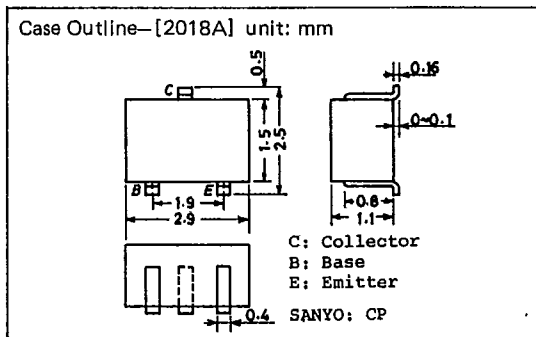 Case Outline–[2018A] unit: mm
C
0.5
1.5
2.5
B
E
1.9
2.9
0.16
0~0.1
0.8
1.1
C: Collector
B: Base
E: Emitter
SANYO: CP
0.4